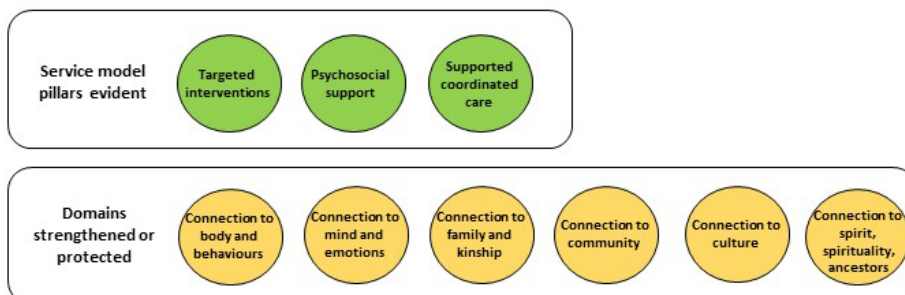 Service model
pillars evident
Targeted
interventions
Psychosocial
support
Supported
coordinated
care
Domains
strengthened or
protected
Connection to
body and
behaviours
Connection to
mind and
emotions
Connection to
family and
kinship
Connection to
community
Connection to
culture
Connection to
spirit,
spirituality,
ancestors